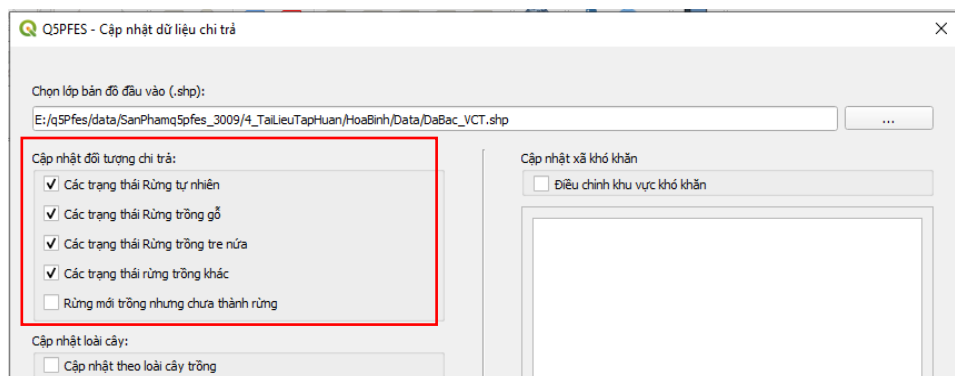 Q5PFES - Cập nhật dữ liệu chi trả
Chọn lớp bản đồ đầu vào (.shp):
E:/q5Pfes/data/SanPhamq5pfes_3009/4_TaiLieuTapHuan/HoaBinh/Data/DaBac_VCT.shp
...
Cập nhật đối tượng chi trả:
Các trạng thái Rừng tự nhiên
Các trạng thái Rừng trồng gỗ
Các trạng thái Rừng trồng tre nứa
Các trạng thái rừng trồng khác
Rừng mới trồng nhưng chưa thành rừng
Cập nhật loài cây:
Cập nhật theo loài cây trồng
Cập nhật xã khó khăn
Điều chỉnh khu vực khó khăn